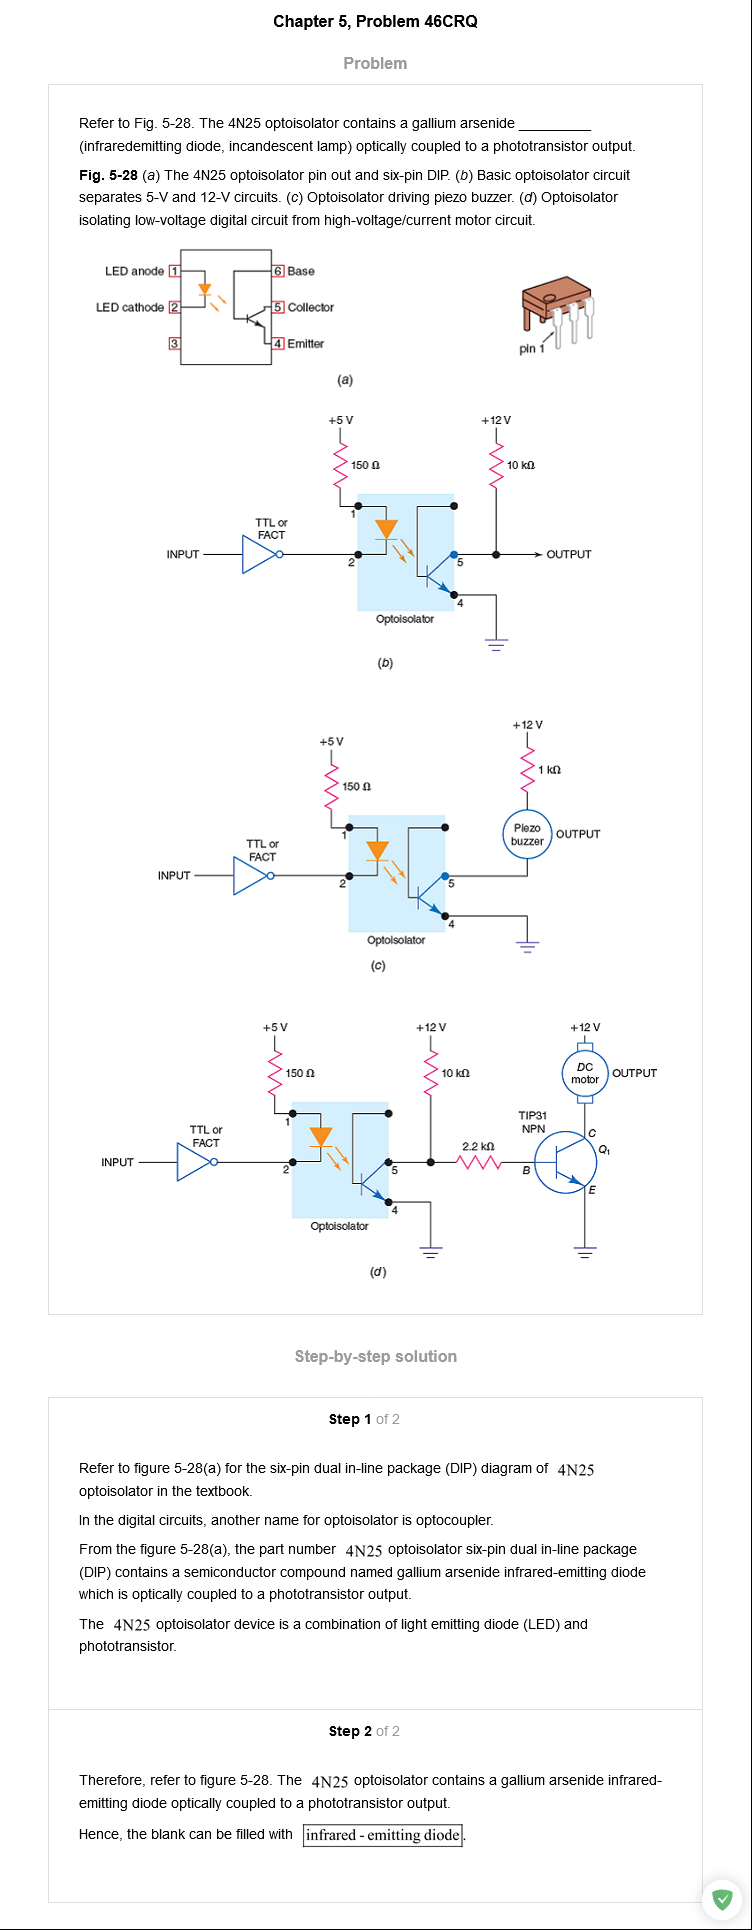 Chapter 5, Problem 46CRQ
Problem
Refer to Fig. 5-28. The 4N25 optoisolator contains a gallium arsenide __________
(infraredemitting diode, incandescent lamp) optically coupled to a phototransistor output.
Fig. 5-28 (a) The 4N25 optoisolator pin out and six-pin DIP. (b) Basic optoisolator circuit
separates 5-V and 12-V circuits. (c) Optoisolator driving piezo buzzer. (d) Optoisolator
isolating low-voltage digital circuit from high-voltage/current motor circuit.
LED anode 1
6 Base
LED cathode 2
5 Collector
3
4 Emitter
pin 1
(a)
+5 V
+12 V
150 Ω
10 kΩ
1
TTL or
FACT
INPUT
2
5
OUTPUT
4
Optoisolator
(b)
+12 V
+5 V
1 kΩ
150 Ω
Piezo
buzzer
OUTPUT
1
TTL or
FACT
INPUT
2
5
4
Optoisolator
(c)
+5 V
+12 V
+12 V
150 Ω
10 kΩ
DC
motor
OUTPUT
1
TIP31
NPN
TTL or
FACT
C
2.2 kΩ
Q1
INPUT
2
5
B
E
4
Optoisolator
(d)
Step-by-step solution
Step 1 of 2
Refer to figure 5-28(a) for the six-pin dual in-line package (DIP) diagram of 4N25
optoisolator in the textbook.
In the digital circuits, another name for optoisolator is optocoupler.
From the figure 5-28(a), the part number 4N25 optoisolator six-pin dual in-line package
(DIP) contains a semiconductor compound named gallium arsenide infrared-emitting diode
which is optically coupled to a phototransistor output.
The 4N25 optoisolator device is a combination of light emitting diode (LED) and
phototransistor.
Step 2 of 2
Therefore, refer to figure 5-28. The 4N25 optoisolator contains a gallium arsenide infrared-
emitting diode optically coupled to a phototransistor output.
Hence, the blank can be filled with infrared - emitting diode.